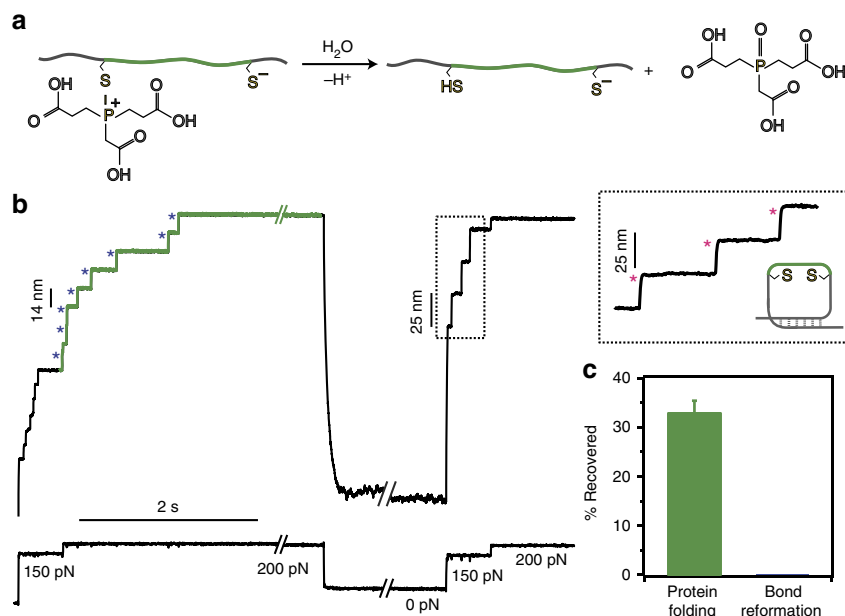 a
H₂O
–H⁺
S
S⁻
HS
S⁻
+
OH
O
P
+
O
OH
O
OH
OH
O
O
P
O
OH
O
OH
b
*
*
*
*
*
*
*
*
14 nm
25 nm
2 s
150 pN
200 pN
0 pN
150 pN
200 pN
25 nm
*
*
*
S S
c
% Recovered
40
30
20
10
0
Protein folding
Bond reformation